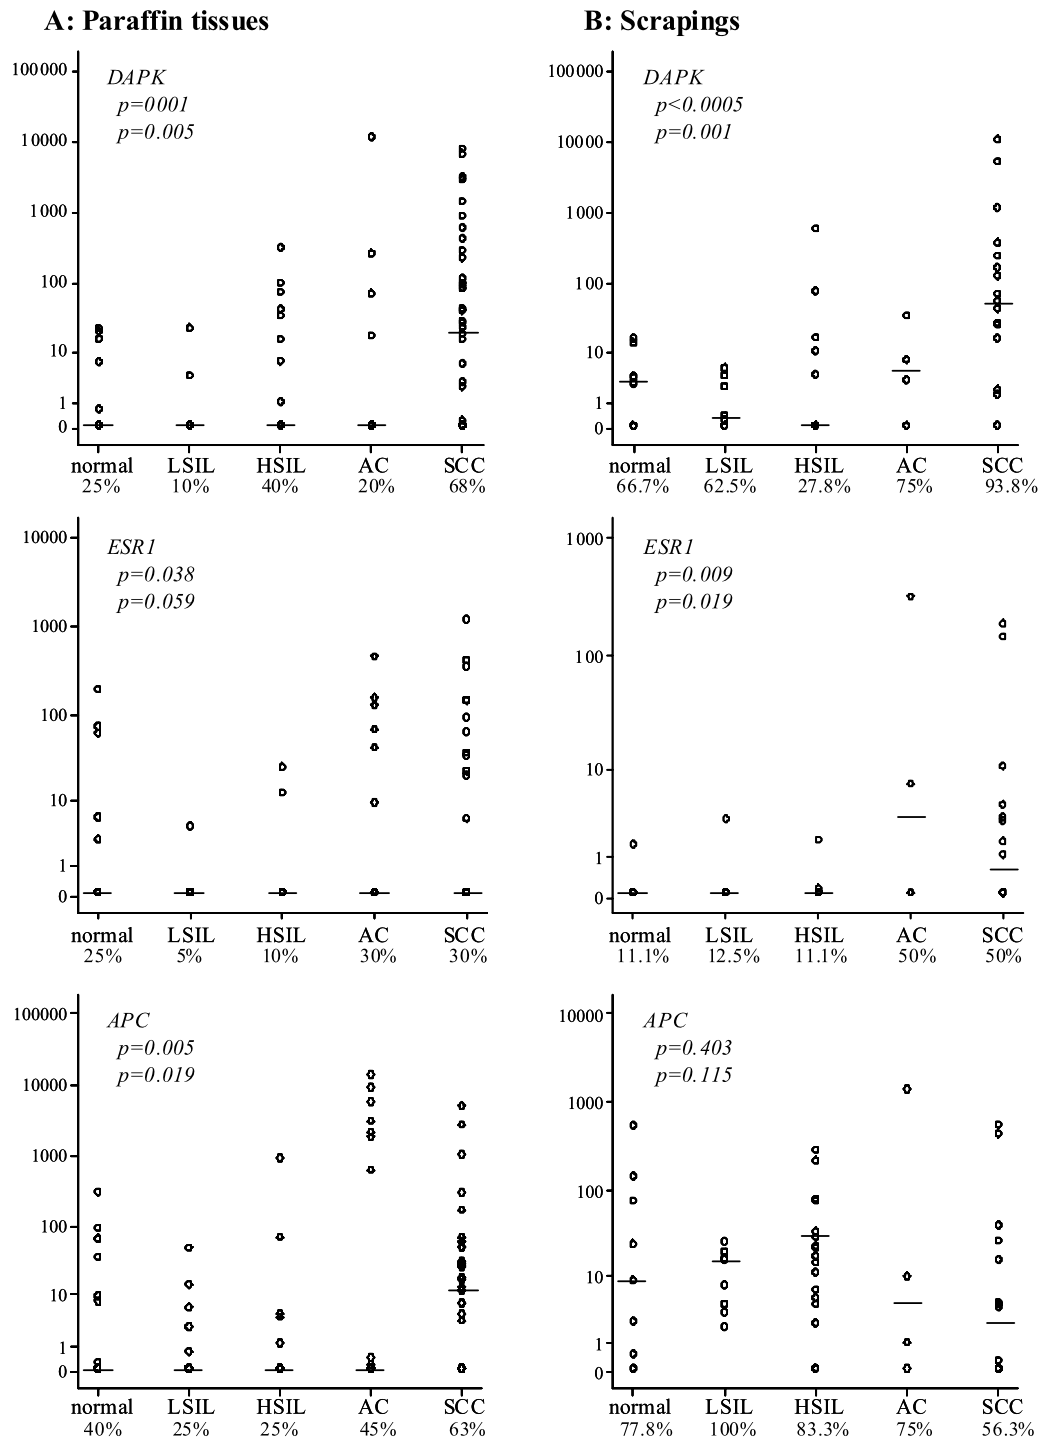 A: Paraffin tissues
B: Scrapings
DAPK
p=0001
p=0.005
100000
10000
1000
100
10
1
0
normal LSIL HSIL AC SCC
25% 10% 40% 20% 68%
DAPK
p<0.0005
p=0.001
100000
10000
1000
100
10
1
0
normal LSIL HSIL AC SCC
66.7% 62.5% 27.8% 75% 93.8%
ESR1
p=0.038
p=0.059
10000
1000
100
10
1
0
normal LSIL HSIL AC SCC
25% 5% 10% 30% 30%
ESR1
p=0.009
p=0.019
1000
100
10
1
0
normal LSIL HSIL AC SCC
11.1% 12.5% 11.1% 50% 50%
APC
p=0.005
p=0.019
100000
10000
1000
100
10
1
0
normal LSIL HSIL AC SCC
40% 25% 25% 45% 63%
APC
p=0.403
p=0.115
10000
1000
100
10
1
0
normal LSIL HSIL AC SCC
77.8% 100% 83.3% 75% 56.3%